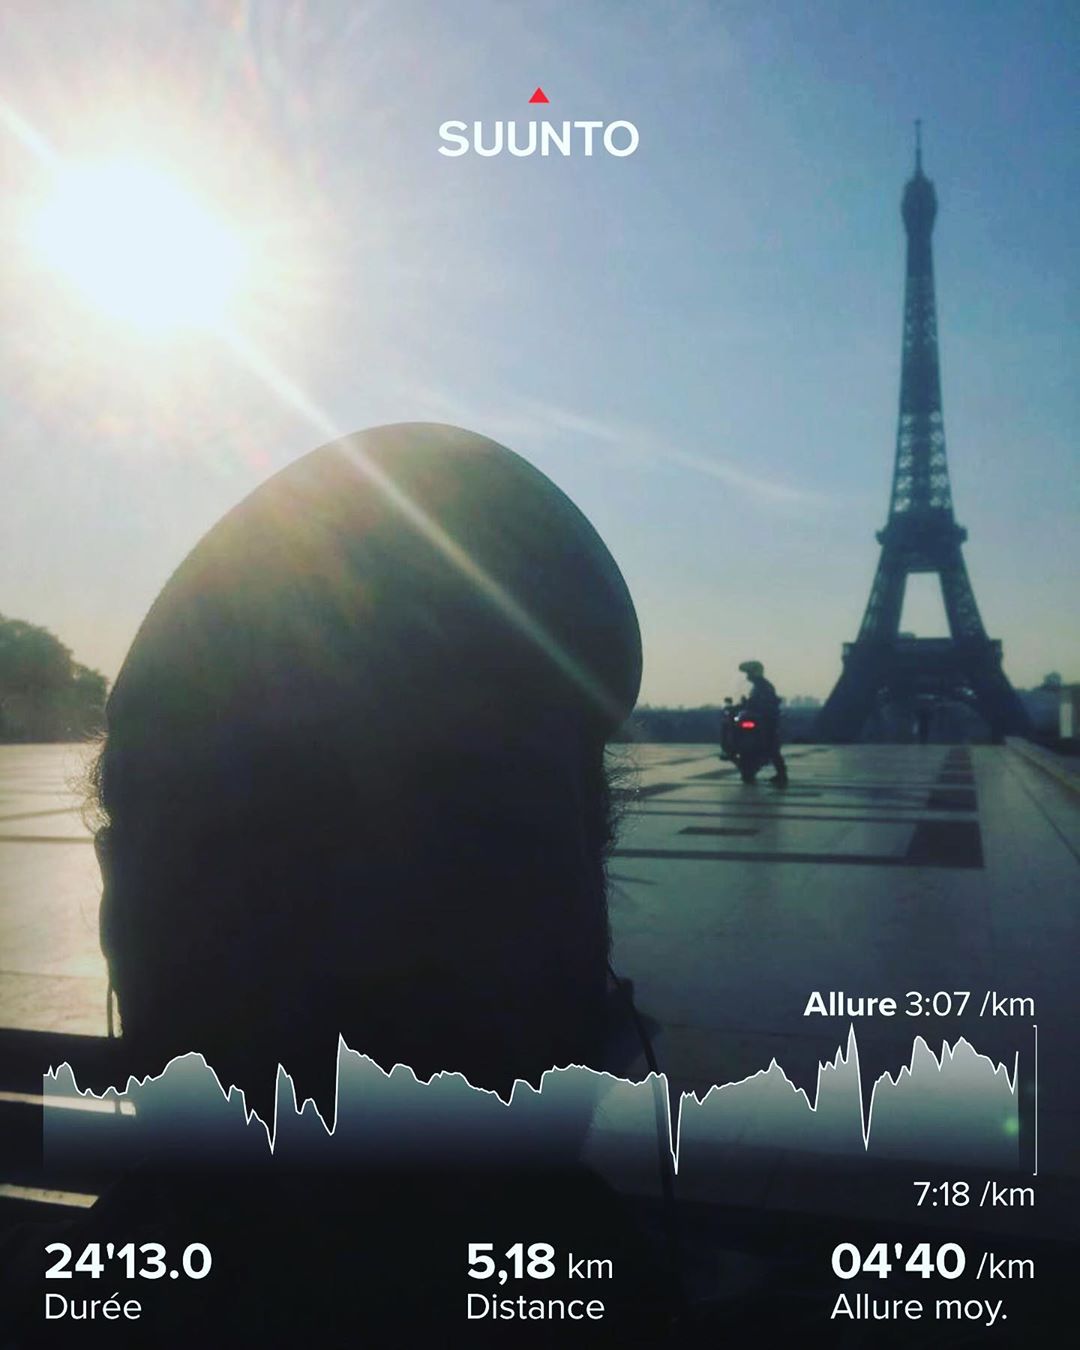 SUUNTO
Allure 3:07 /km
7:18 /km
24'13.0 5,18 km 04'40 /km
Durée Distance Allure moy.